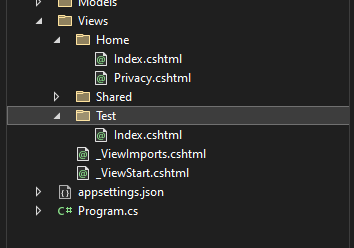 Models
Views
Home
Index.cshtml
Privacy.cshtml
Shared
Test
Index.cshtml
_ViewImports.cshtml
_ViewStart.cshtml
appsettings.json
C# Program.cs